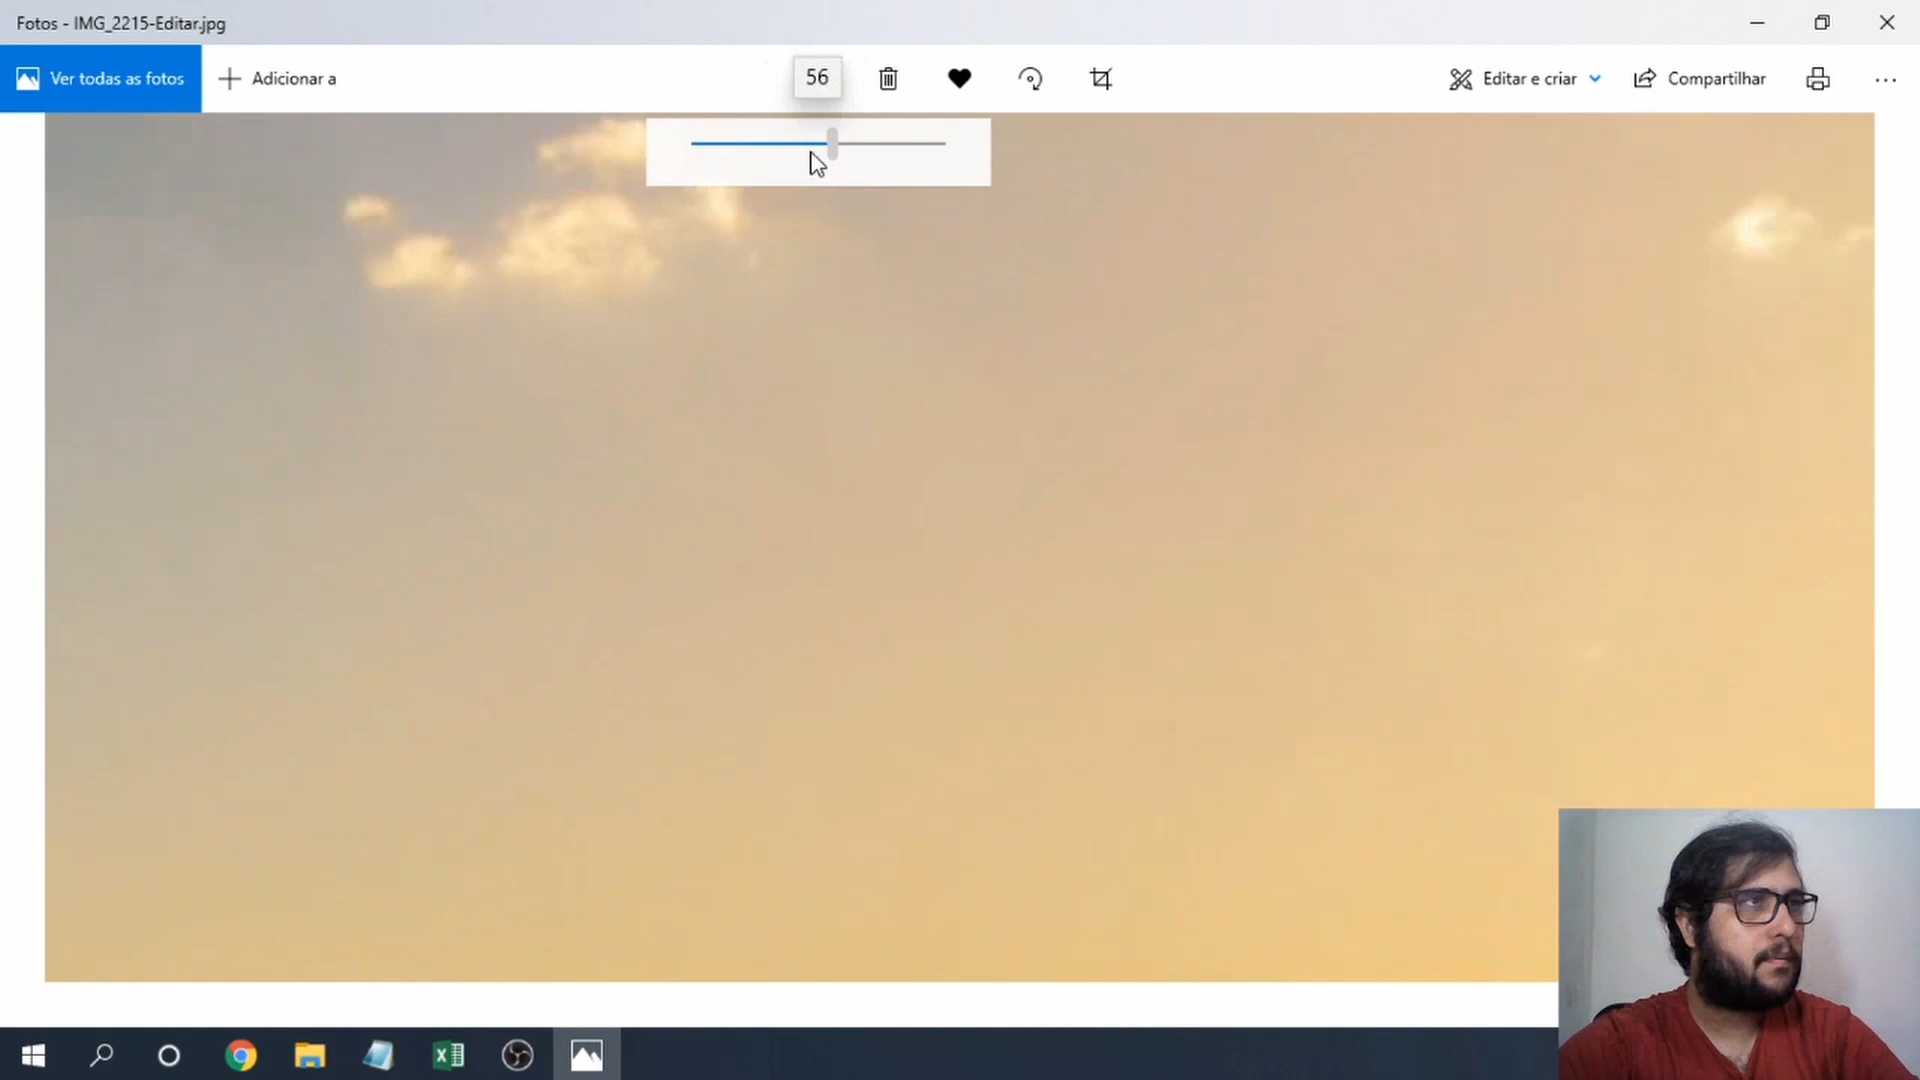 Fotos - IMG_2215-Editar.jpg
Ver todas as fotos
Adicionar a
56
Editar e criar
Compartilhar